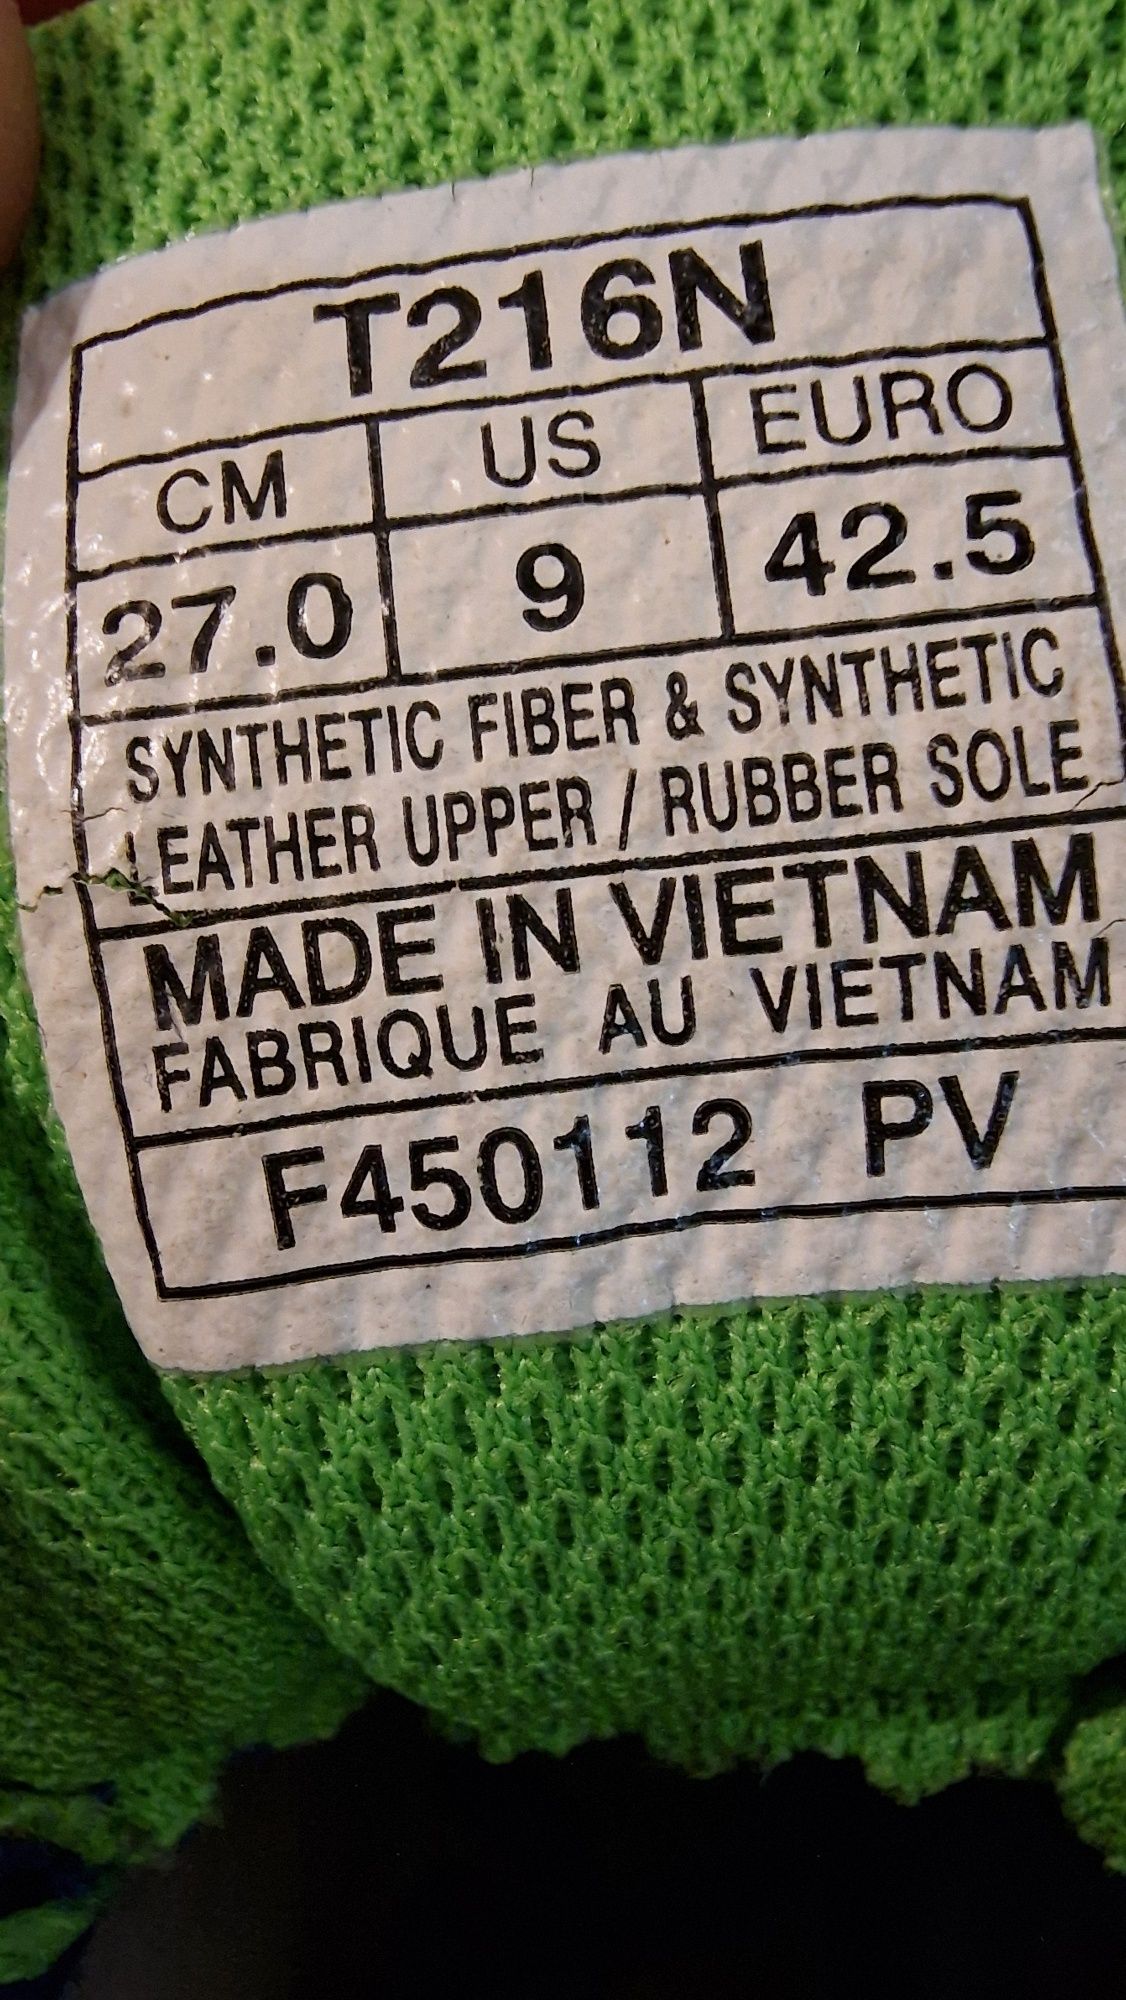 T216N
CM US EURO
27.0 9 42.5
SYNTHETIC FIBER & SYNTHETIC
LEATHER UPPER / RUBBER SOLE
MADE IN VIETNAM
FABRIQUE AU VIETNAM
F450112 PV